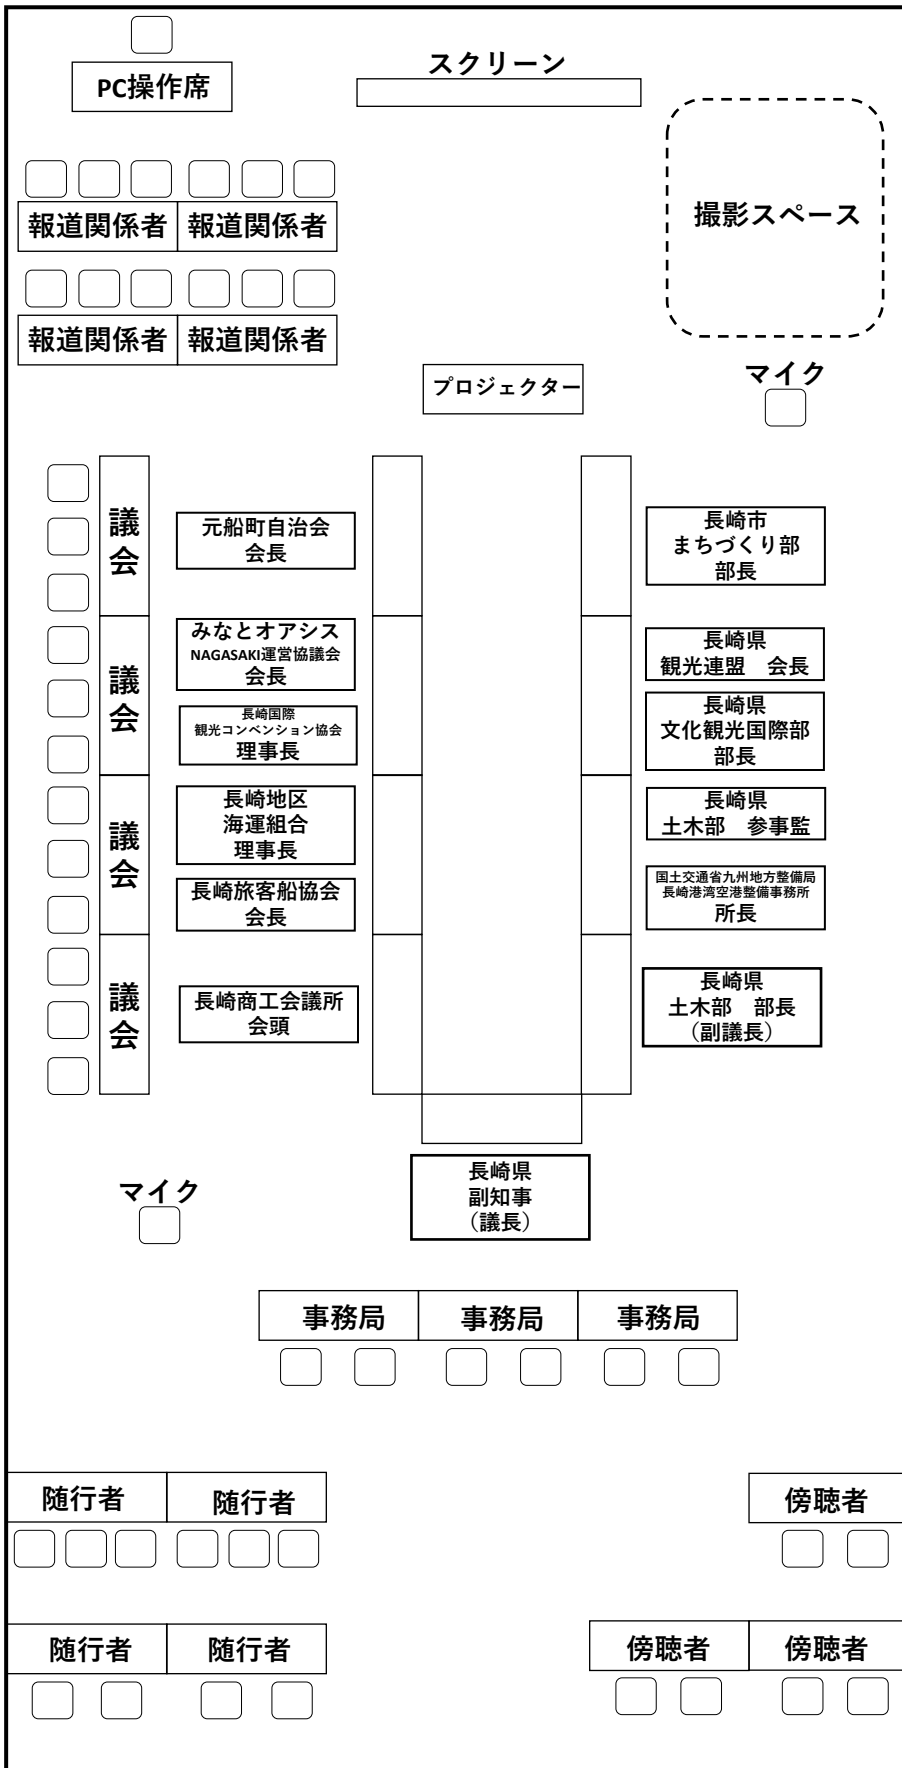 スクリーン
PC操作席
撮影スペース
報道関係者 報道関係者
報道関係者 報道関係者
マイク
プロジェクター
議会
議会
議会
議会
元船町自治会
会長
みなとオアシス
NAGASAKI運営協議会
会長
長崎国際
観光コンベンション協会
理事長
長崎地区
海運組合
理事長
長崎旅客船協会
会長
長崎商工会議所
会頭
長崎市
まちづくり部
部長
長崎県
観光連盟　会長
長崎県
文化観光国際部
部長
長崎県
土木部　参事監
国土交通省九州地方整備局
長崎港湾空港整備事務所
所長
長崎県
土木部　部長
（副議長）
長崎県
副知事
（議長）
マイク
事務局 事務局 事務局
随行者 随行者 傍聴者
随行者 随行者 傍聴者 傍聴者